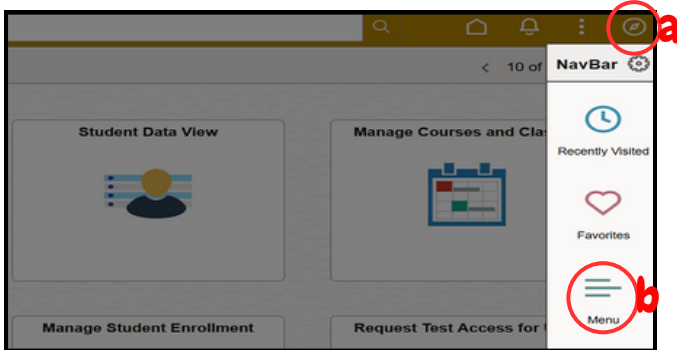 a
< 10 of
NavBar
Student Data View
Manage Courses and Cla
Recently Visited
Favorites
b
Menu
Manage Student Enrollment
Request Test Access for